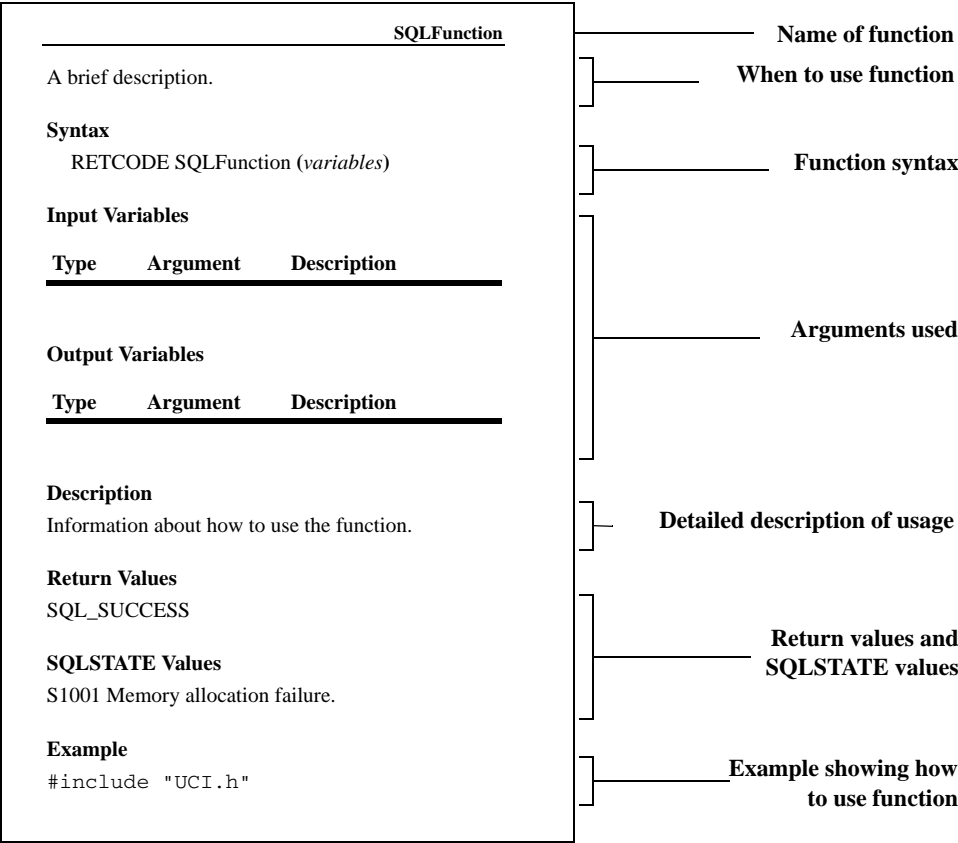 SQLFunction
Name of function
A brief description.
When to use function
Syntax
RETCODE SQLFunction (variables)
Function syntax
Input Variables
Type Argument Description
Arguments used
Output Variables
Type Argument Description
Description
Information about how to use the function.
Detailed description of usage
Return Values
SQL_SUCCESS
SQLSTATE Values
S1001 Memory allocation failure.
Return values and
SQLSTATE values
Example
#include "UCI.h"
Example showing how
to use function